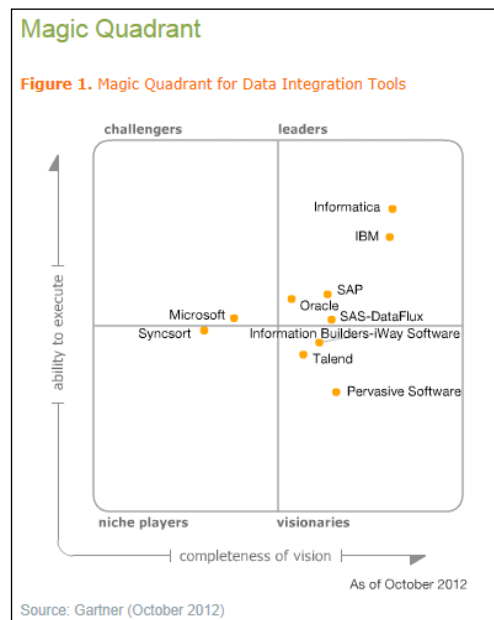 Magic Quadrant
Figure 1. Magic Quadrant for Data Integration Tools
challengers
leaders
Informatica
IBM
SAP
Oracle
Microsoft
SAS-DataFlux
Syncsort
Information Builders-iWay Software
Talend
Pervasive Software
ability to execute
niche players
visionaries
completeness of vision
As of October 2012
Source: Gartner (October 2012)